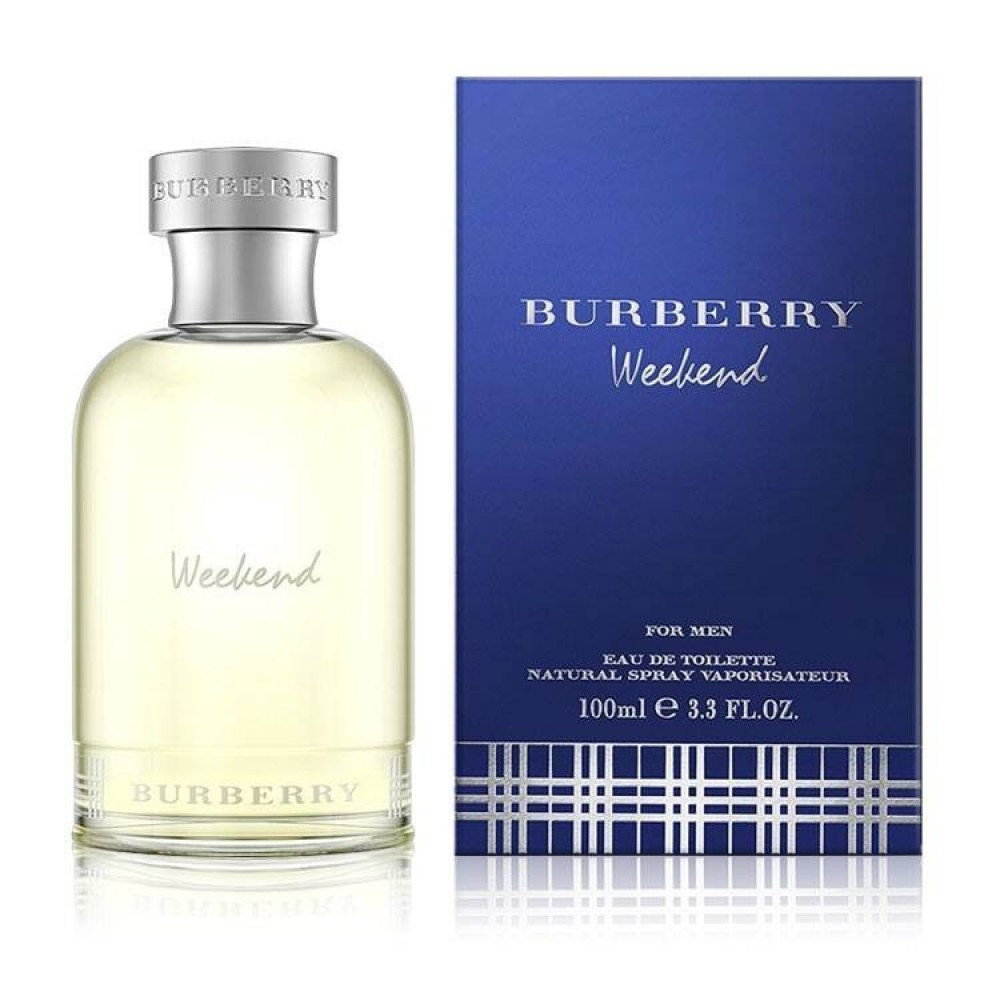 BURBERRY
Weekend
BURBERRY
BURBERRY
Weekend
FOR MEN
EAU DE TOILETTE
NATURAL SPRAY VAPORISATEUR
100ml e 3.3 FL.OZ.